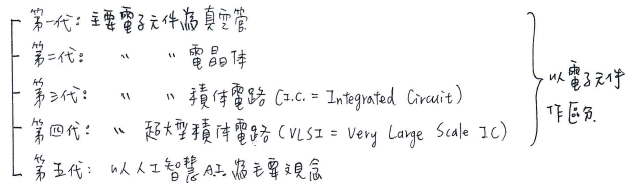 第一代：主要電子元件為真空管
第二代： 〃 〃 電晶体
第三代： 〃 〃 積体電路 (I.C. = Integrated Circuit)
第四代： 〃 超大型積体電路 (VLSI = Very Large Scale IC)
第五代：以人工智慧 A.I. 為主要观念
以電子元件
作區分.